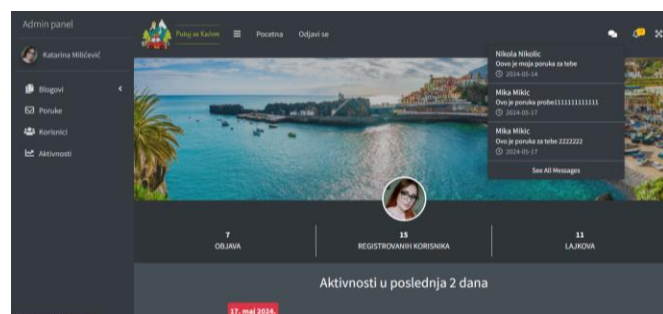 Admin panel
Katarina Milićević
Blogovi
Poruke
Korisnici
Aktivnosti
Putuj sa Kaćom
Pocetna
Odjavi se
Nikola Nikolic
Ovo je moja poruka za tebe
2024-05-14
Mika Mikic
Ovo je poruka probe1111111111111
2024-05-17
Mika Mikic
Ovo je poruka za tebe 2222222
2024-05-17
See All Messages
7
OBJAVA
15
REGISTROVANIH KORISNIKA
11
LAJKOVA
Aktivnosti u poslednja 2 dana
17. maj 2024.